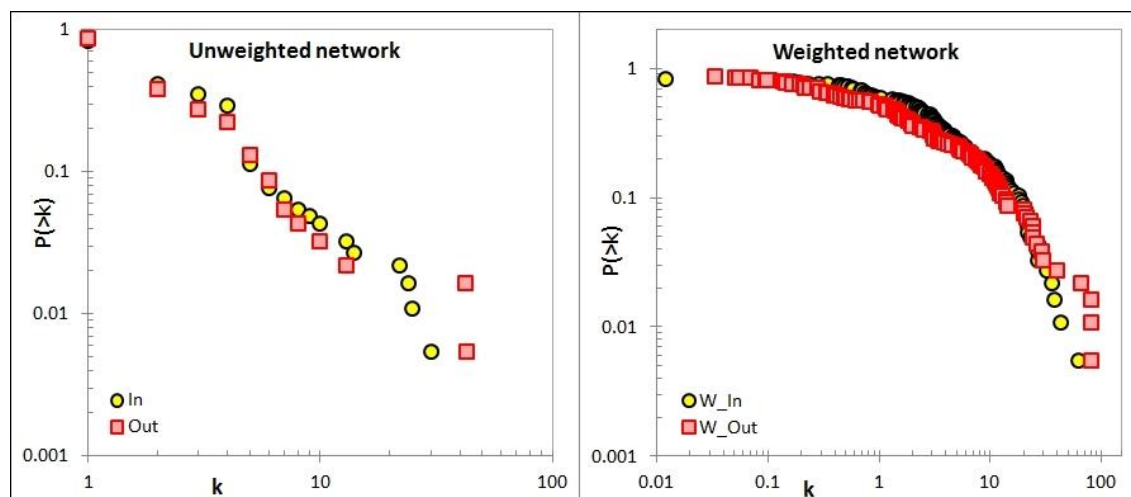 Unweighted network
1
0.1
0.01
0.001
P(>k)
In
Out
1
10
100
k
Weighted network
1
0.1
0.01
0.001
P(>k)
W_In
W_Out
0.01
0.1
1
10
100
k